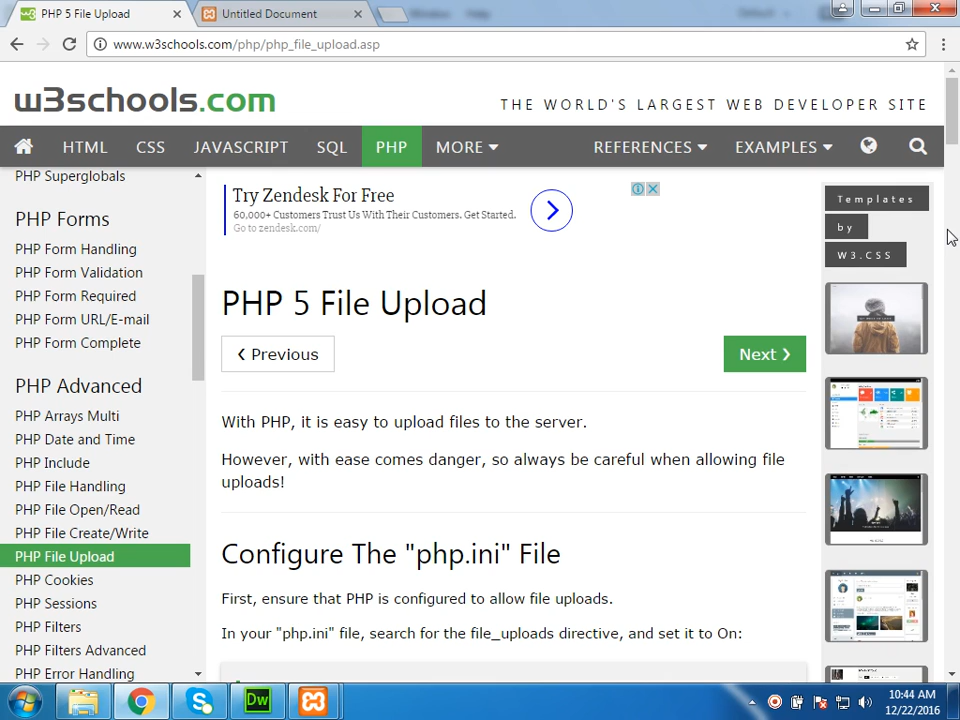 PHP 5 File Upload
Untitled Document
www.w3schools.com/php/php_file_upload.asp
w3schools.com
THE WORLD'S LARGEST WEB DEVELOPER SITE
HTML CSS JAVASCRIPT SQL PHP MORE REFERENCES EXAMPLES
PHP Superglobals
PHP Forms
PHP Form Handling
PHP Form Validation
PHP Form Required
PHP Form URL/E-mail
PHP Form Complete
PHP Advanced
PHP Arrays Multi
PHP Date and Time
PHP Include
PHP File Handling
PHP File Open/Read
PHP File Create/Write
PHP File Upload
PHP Cookies
PHP Sessions
PHP Filters
PHP Filters Advanced
PHP Error Handling
Try Zendesk For Free
60,000+ Customers Trust Us With Their Customers. Get Started.
Go to zendesk.com/
PHP 5 File Upload
❮ Previous
Next ❯
With PHP, it is easy to upload files to the server.
However, with ease comes danger, so always be careful when allowing file
uploads!
Configure The "php.ini" File
First, ensure that PHP is configured to allow file uploads.
In your "php.ini" file, search for the file_uploads directive, and set it to On:
Templates
by
W3.CSS
Dw
10:44 AM
12/22/2016